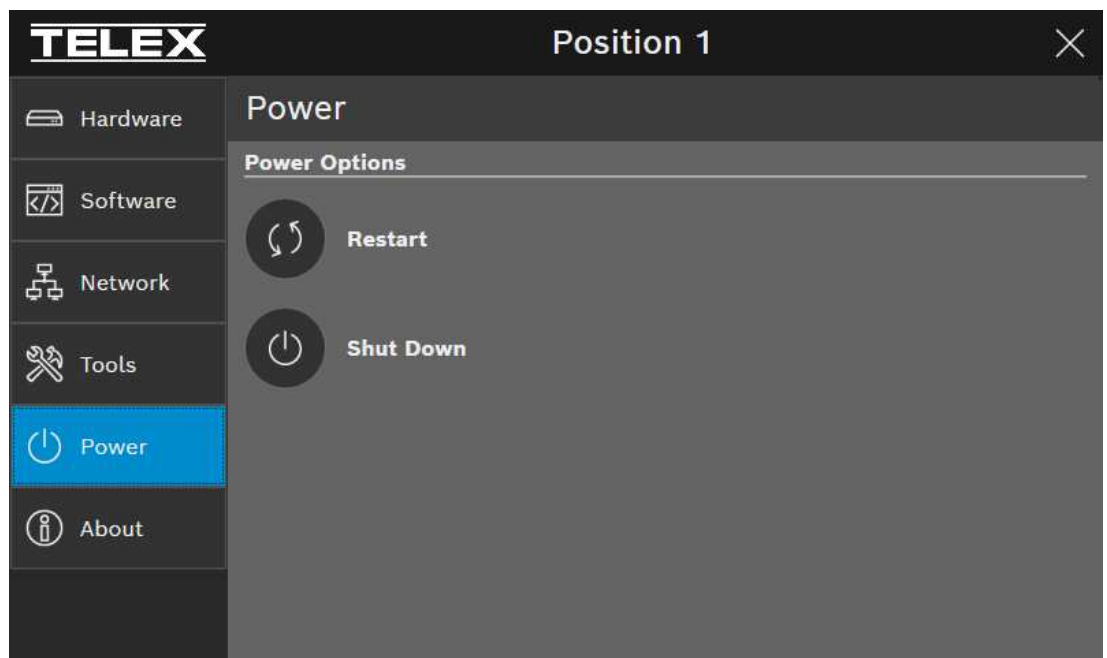 TELEX
Position 1
Hardware
Software
Network
Tools
Power
About
Power
Power Options
Restart
Shut Down